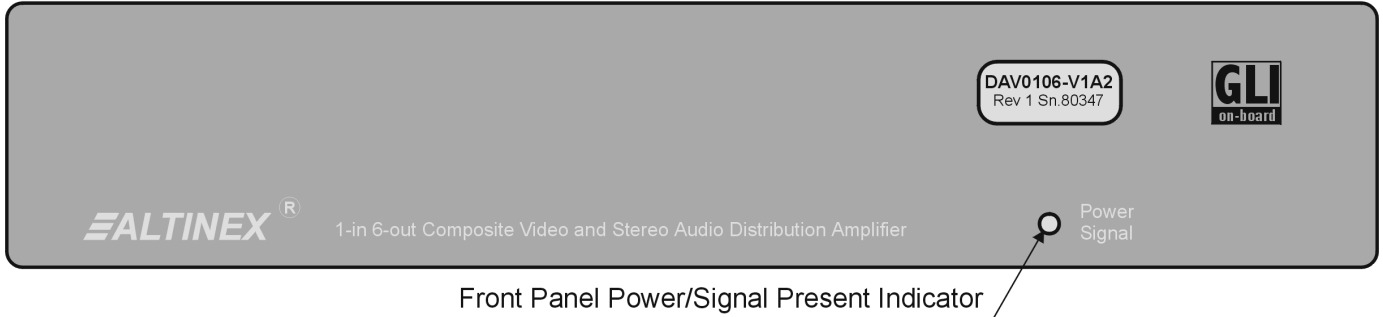 DAV0106-V1A2
Rev 1 Sn.80347
GLI
on-board
ALTINEX ®
1-in 6-out Composite Video and Stereo Audio Distribution Amplifier
Power
Signal
Front Panel Power/Signal Present Indicator